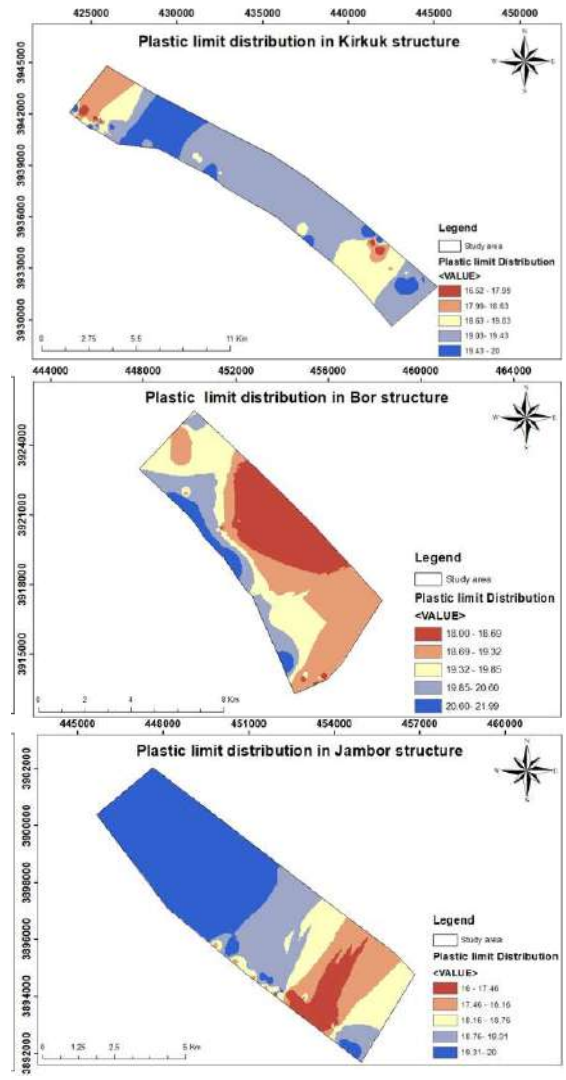 425000 430000 435000 440000 445000 450000
Plastic limit distribution in Kirkuk structure
N
W E
S
3945000
3942000
3939000
3936000
3933000
3930000
Legend
Study area
Plastic limit Distribution
<VALUE>
16.52 - 17.99
17.99 - 18.63
18.63 - 19.03
19.03 - 19.43
19.43 - 20
0 2.75 5.5 11 KM
444000 448000 452000 456000 460000 464000
Plastic limit distribution in Bor structure
N
W E
S
3924000
3921000
3918000
3915000
Legend
Study area
Plastic limit Distribution
<VALUE>
18.00 - 18.69
18.69 - 19.32
19.32 - 19.85
19.85 - 20.60
20.60 - 21.99
0 2 4 8 Km
445000 448000 451000 454000 457000 460000
Plastic limit distribution in Jambor structure
N
W E
S
3902000
3900000
3898000
3896000
3894000
3892000
Legend
Study area
Plastic limit Distribution
<VALUE>
16 - 17.46
17.46 - 18.16
18.16 - 18.76
19.31 - 20
0 1.25 2.5 5 Km